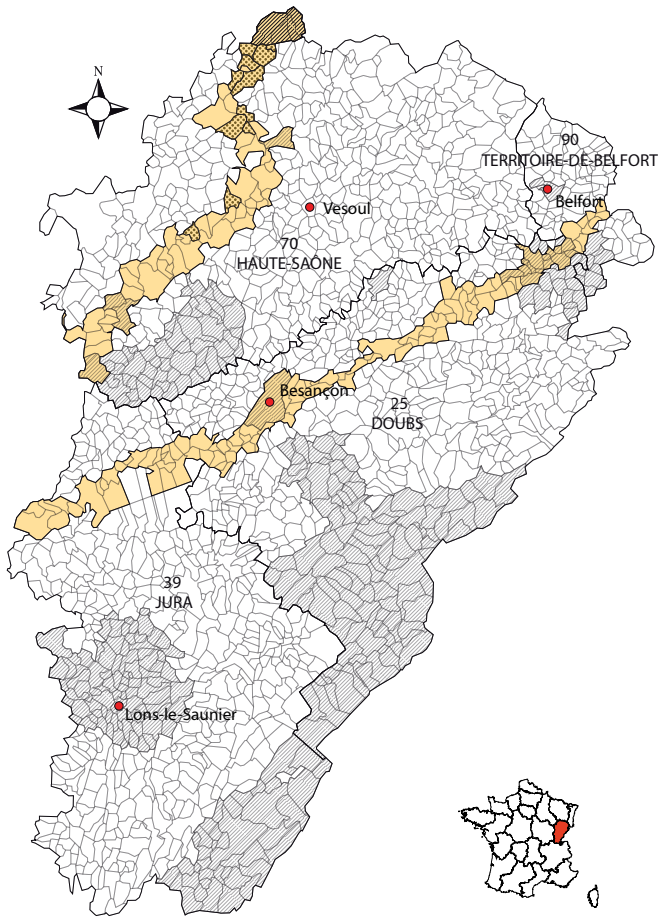 N
90
TERRITOIRE-DE-BELFORT
Belfort
Vesoul
70
HAUTE-SAÔNE
Besançon
25
DOUBS
39
JURA
Lons-le-Saunier